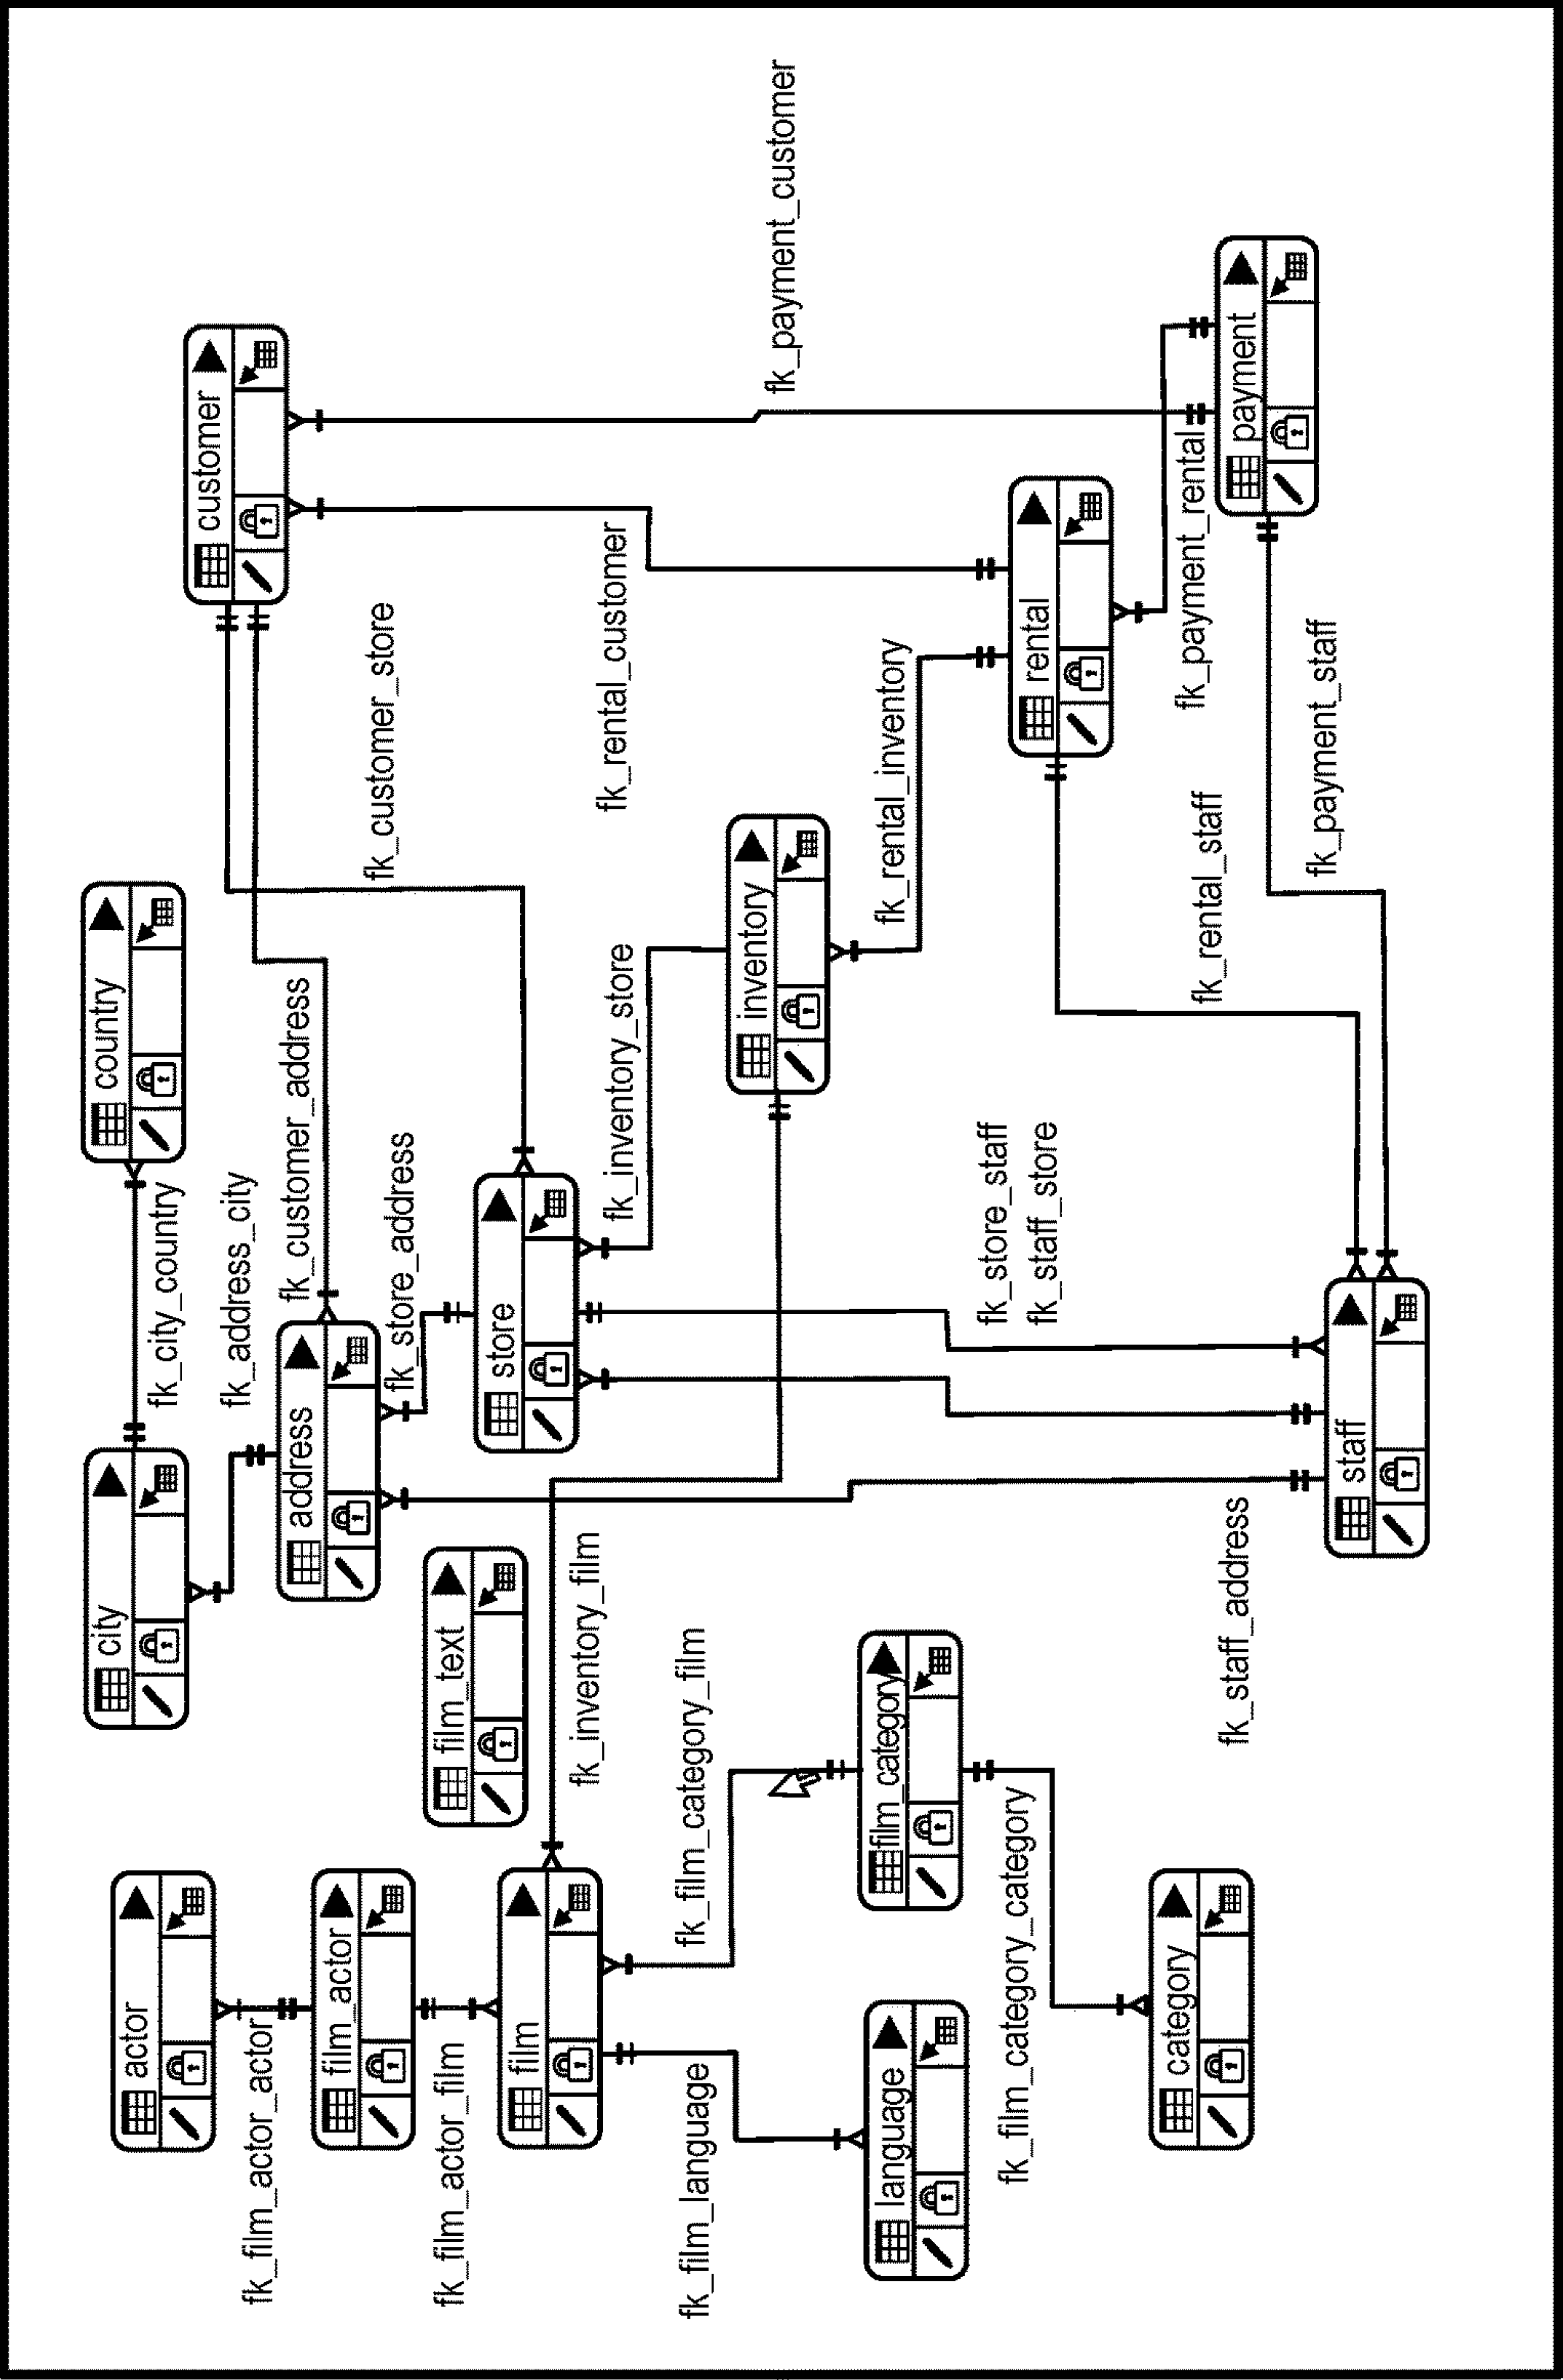 actor
fk_film_actor_actor
film_actor
fk_film_actor_film
film
fk_film_language
language
fk_film_category_film
film_category
fk_film_category_category
category
film_text
fk_inventory_film
city
fk_city_country
country
fk_address_city
address
fk_customer_address
fk_store_address
store
fk_inventory_store
inventory
fk_store_staff
fk_staff_store
fk_staff_address
staff
customer
fk_customer_store
fk_rental_customer
fk_rental_inventory
rental
fk_rental_staff
fk_payment_customer
fk_payment_rental
payment
fk_payment_staff